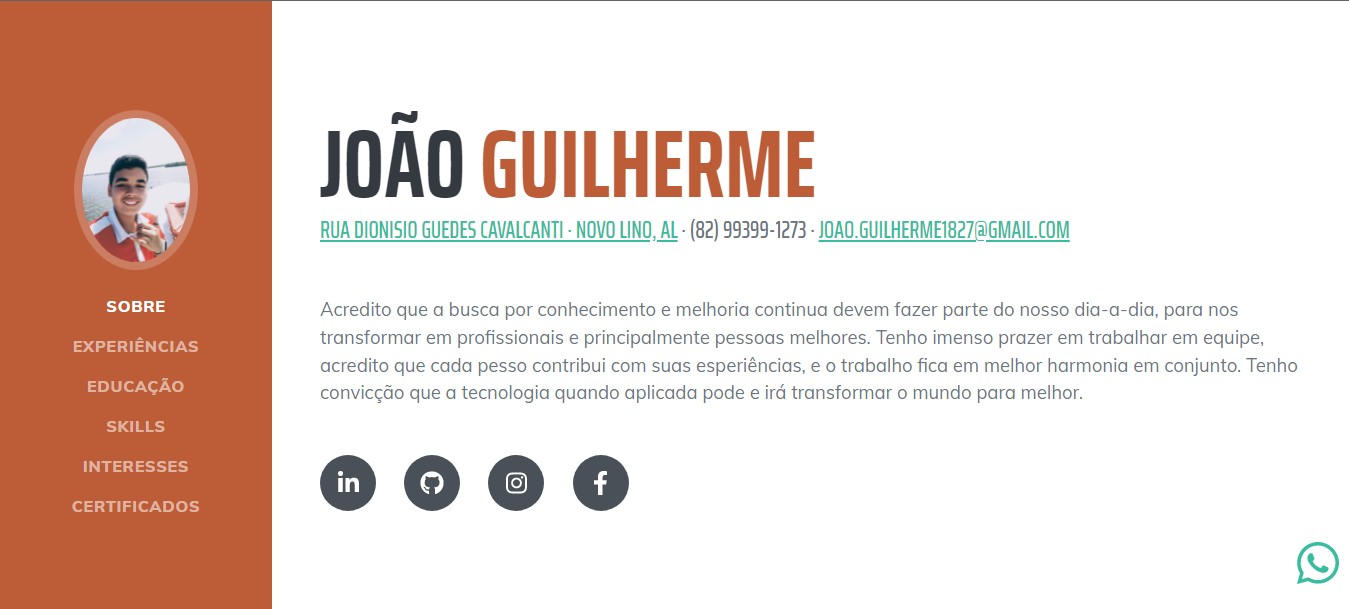 SOBRE
EXPERIÊNCIAS
EDUCAÇÃO
SKILLS
INTERESSES
CERTIFICADOS
JOÃO GUILHERME
RUA DIONISIO GUEDES CAVALCANTI · NOVO LINO, AL · (82) 99399-1273 · JOAO.GUILHERME1827@GMAIL.COM
Acredito que a busca por conhecimento e melhoria continua devem fazer parte do nosso dia-a-dia, para nos
transformar em profissionais e principalmente pessoas melhores. Tenho imenso prazer em trabalhar em equipe,
acredito que cada pesso contribui com suas esperiências, e o trabalho fica em melhor harmonia em conjunto. Tenho
convicção que a tecnologia quando aplicada pode e irá transformar o mundo para melhor.
in